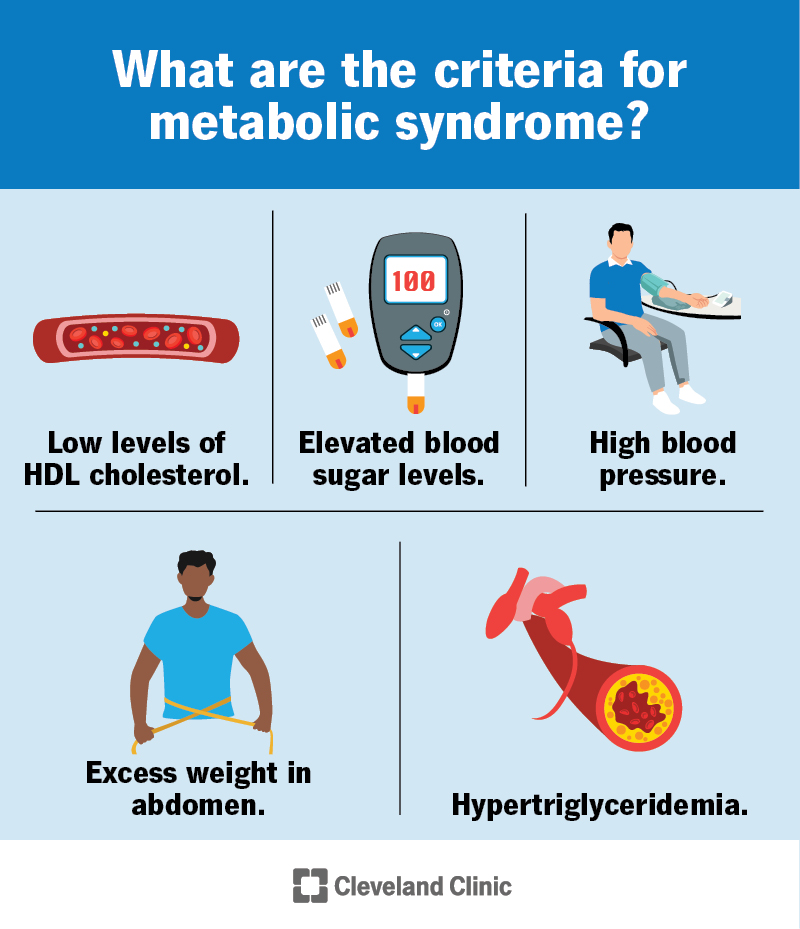 What are the criteria for
metabolic syndrome?
100
OK
Low levels of
HDL cholesterol.
Elevated blood
sugar levels.
High blood
pressure.
Excess weight in
abdomen.
Hypertriglyceridemia.
Cleveland Clinic